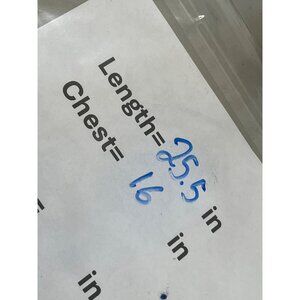 Length= 25.5 in
Chest= 16 in
in